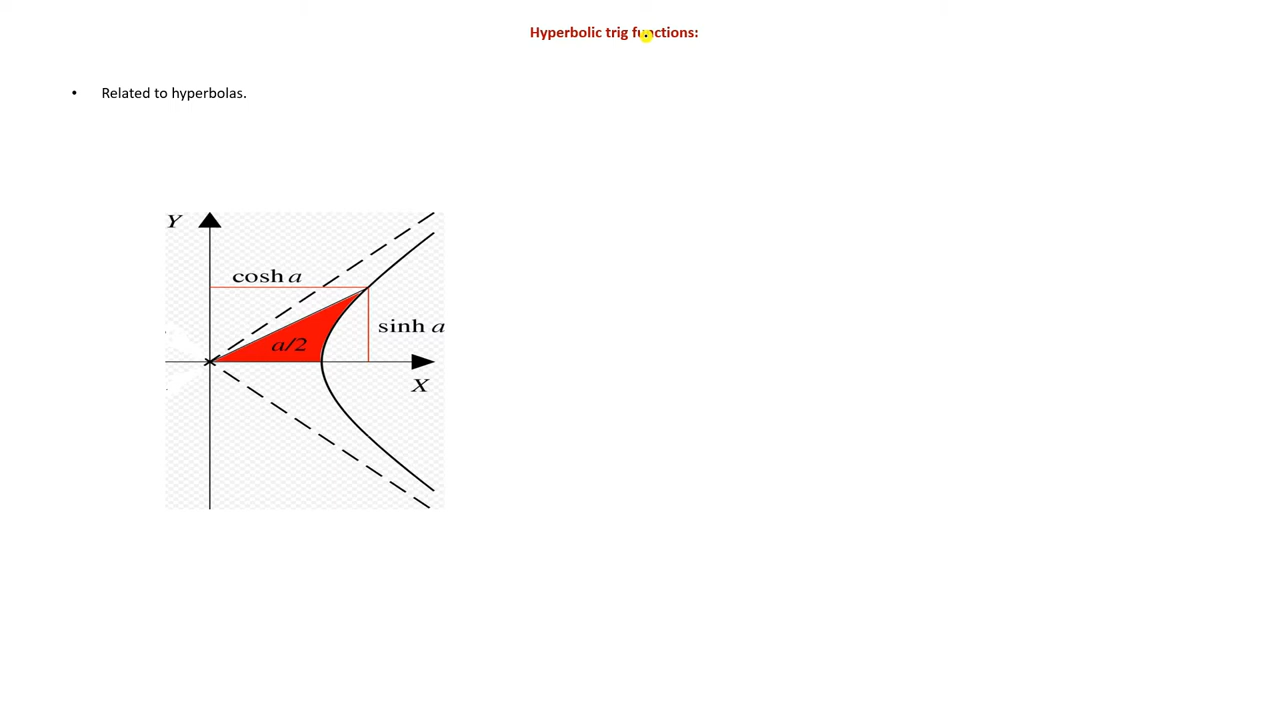 Hyperbolic trig functions:
• Related to hyperbolas.
Y
cosh a
sinh a
a/2
X